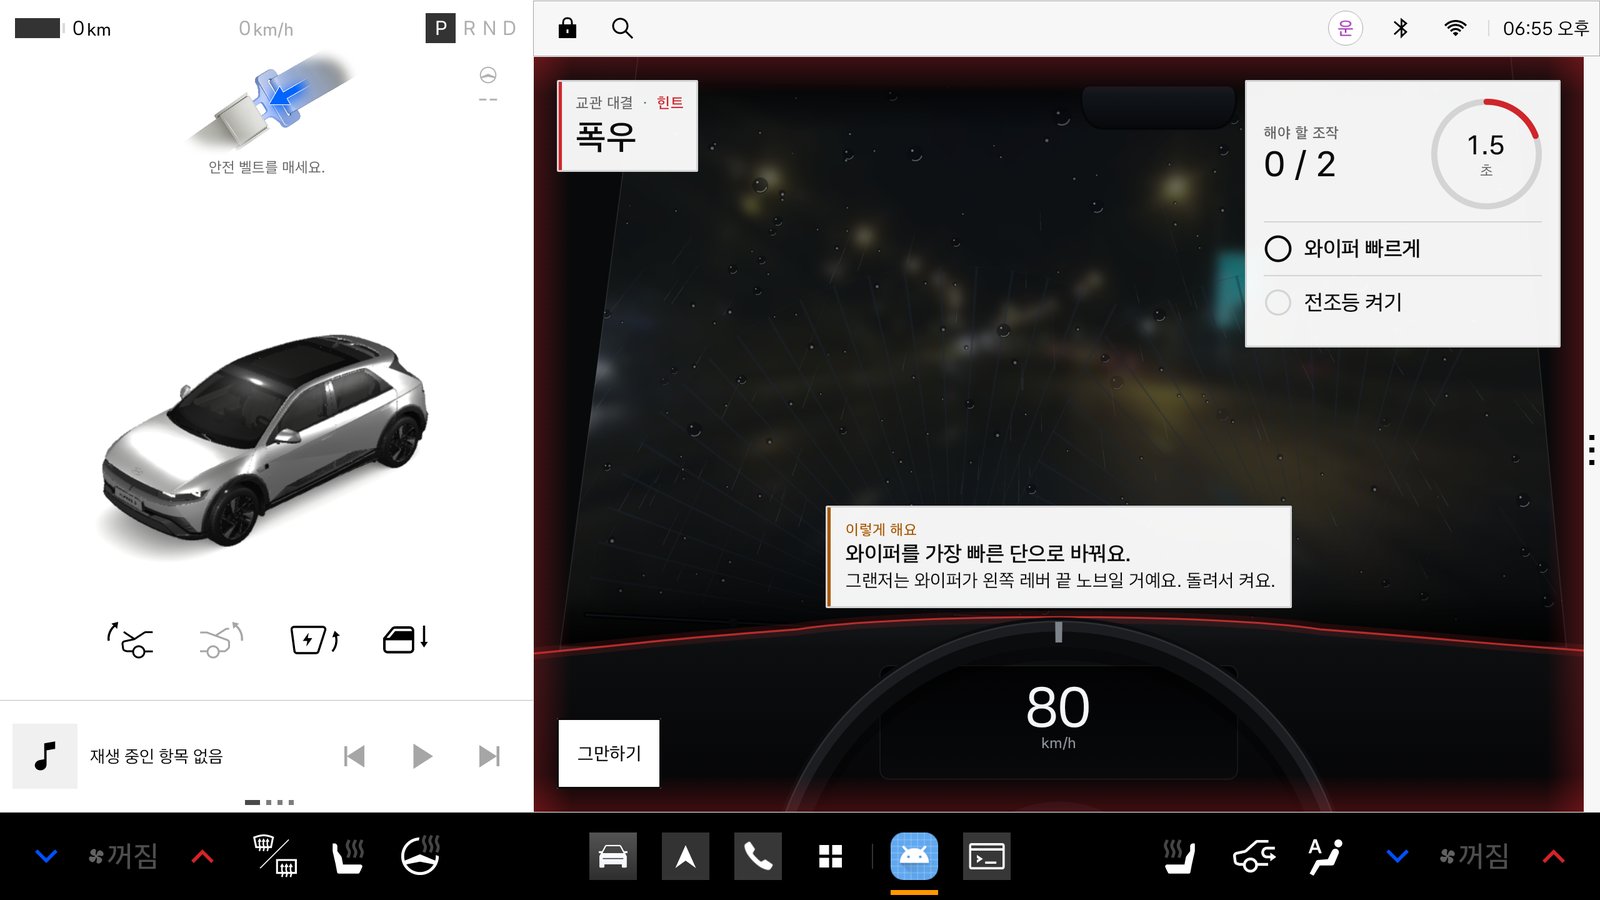 0 km
0 km/h
P R N D
--
안전 벨트를 매세요.
재생 중인 항목 없음
운
06:55 오후
교관 대결 · 힌트
폭우
해야 할 조작
0 / 2
1.5
초
와이퍼 빠르게
전조등 켜기
이렇게 해요
와이퍼를 가장 빠른 단으로 바꿔요.
그랜저는 와이퍼가 왼쪽 레버 끝 노브일 거예요. 돌려서 켜요.
80
km/h
그만하기
꺼짐
A
꺼짐